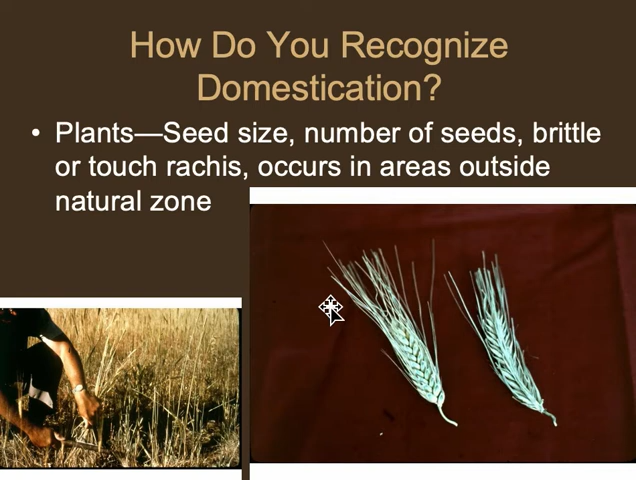 How Do You Recognize
Domestication?
• Plants—Seed size, number of seeds, brittle
or touch rachis, occurs in areas outside
natural zone